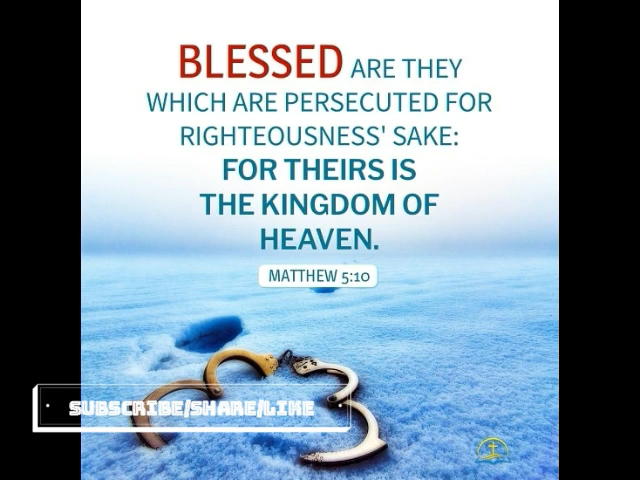 BLESSED ARE THEY
WHICH ARE PERSECUTED FOR
RIGHTEOUSNESS' SAKE:
FOR THEIRS IS
THE KINGDOM OF
HEAVEN.
MATTHEW 5:10
SUBSCRIBE/SHARE/LIKE